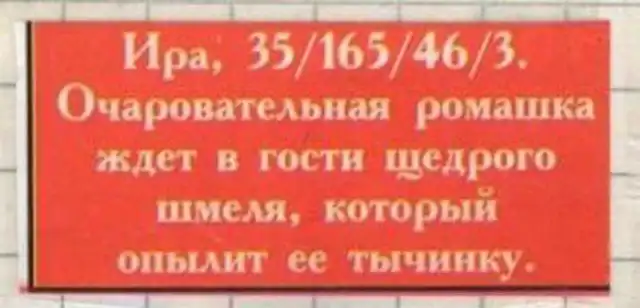 Ира, 35/165/46/3.
Очаровательная ромашка
ждет в гости щедрого
шмеля, который
опылит ее тычинку.